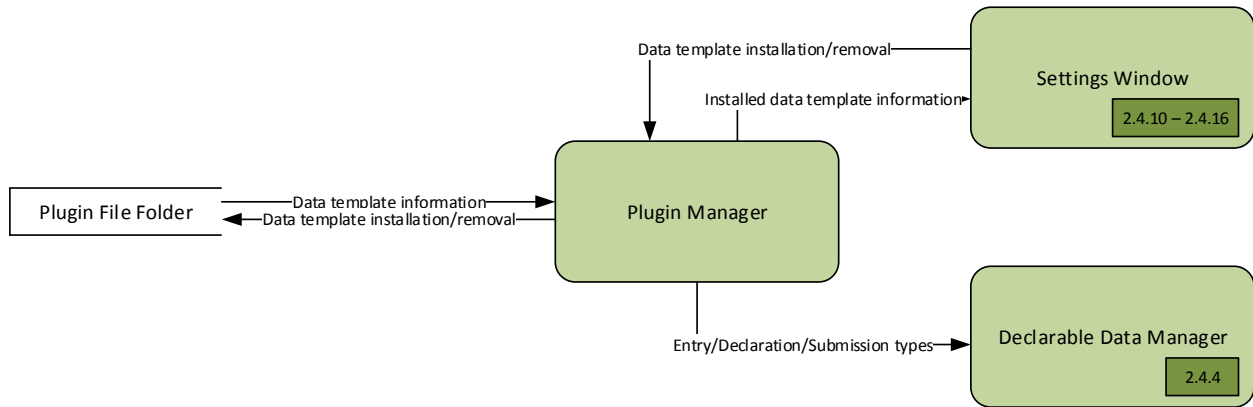 Data template installation/removal
Settings Window
Installed data template information
2.4.10 – 2.4.16
Plugin File Folder
Data template information
Data template installation/removal
Plugin Manager
Entry/Declaration/Submission types
Declarable Data Manager
2.4.4